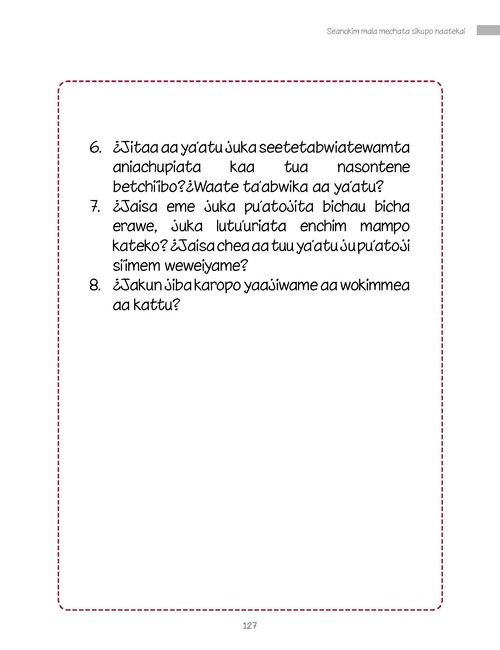 Seanokim mala mechata sikupo naatekai
6. ¿Jitaa aa ya´atu juka seetetabwiatewamta
aniachupiata kaa tua nasontene
betchi´ibo?¿Waate ta´abwika aa ya´atu?
7. ¿Jaisa eme juka pu´atojita bichau bicha
erawe, juka lutu´uriata enchim mampo
kateko? ¿Jaisa chea aa tuu ya´atu ju pu´atoji
si´imem weweiyame?
8. ¿Jakun jiba karopo yaajiwame aa wokimmea
aa kattu?
127